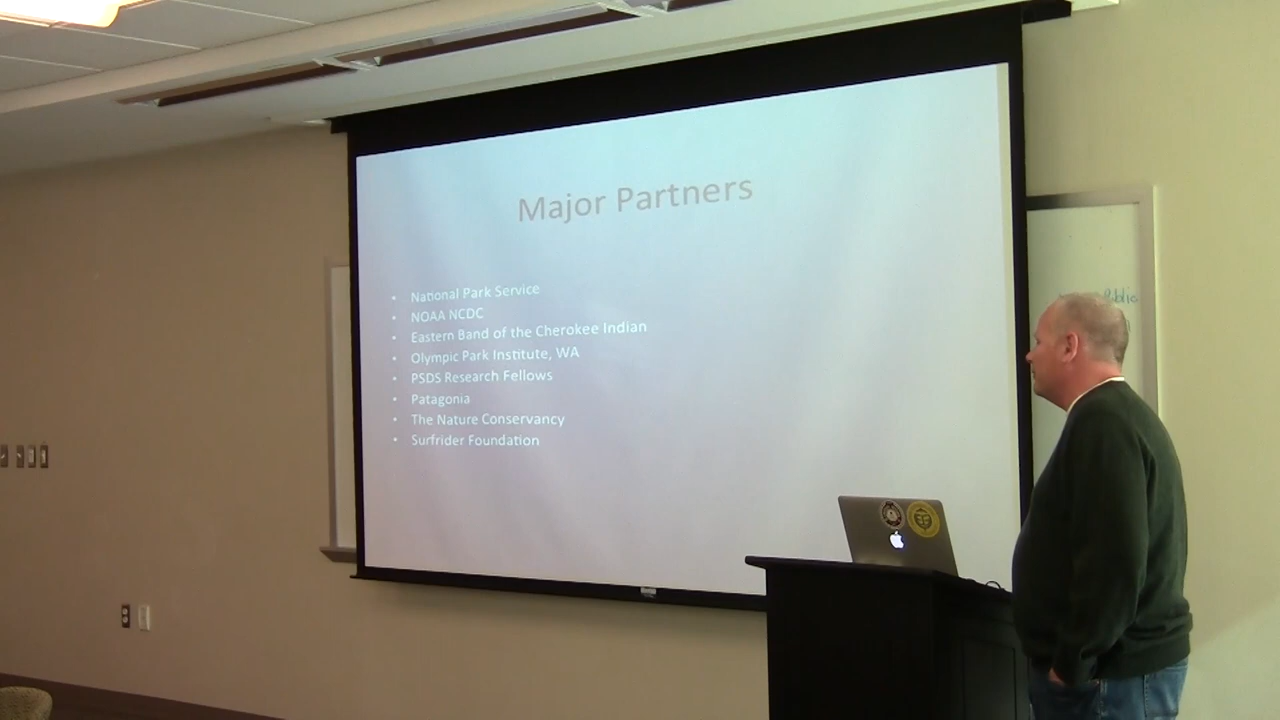 Major Partners
• National Park Service
• NOAA NCDC
• Eastern Band of the Cherokee Indian
• Olympic Park Institute, WA
• PSDS Research Fellows
• Patagonia
• The Nature Conservancy
• Surfrider Foundation
Public